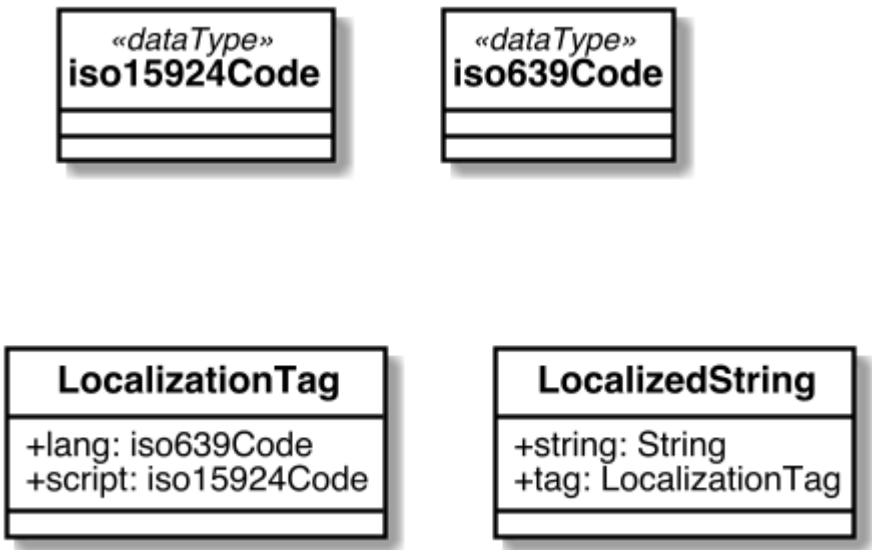 «dataType»
iso15924Code
«dataType»
iso639Code
LocalizationTag
+lang: iso639Code
+script: iso15924Code
LocalizedString
+string: String
+tag: LocalizationTag